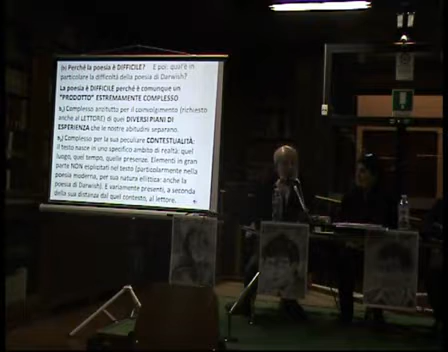 b) Perché la poesia è DIFFICILE? E poi: qual'è in
particolare la difficoltà della poesia di Darwish?
La poesia è DIFFICILE perché è comunque un
"PRODOTTO" ESTREMAMENTE COMPLESSO
Complesso anzitutto per il coinvolgimento (richiesto
anche al LETTORE) di quei DIVERSI PIANI DI
ESPERIENZA che le nostre abitudini separano.
Complesso per la sua peculiare CONTESTUALITÀ:
il testo nasce in uno specifico ambito di realtà: quel
luogo, quel tempo, quelle presenze. Elementi in gran
parte NON esplicitati nel testo (particolarmente nella
poesia moderna, per sua natura ellittica: anche la
poesia di Darwish). E variamente presenti, a seconda
della sua distanza dal quel contesto, al lettore.